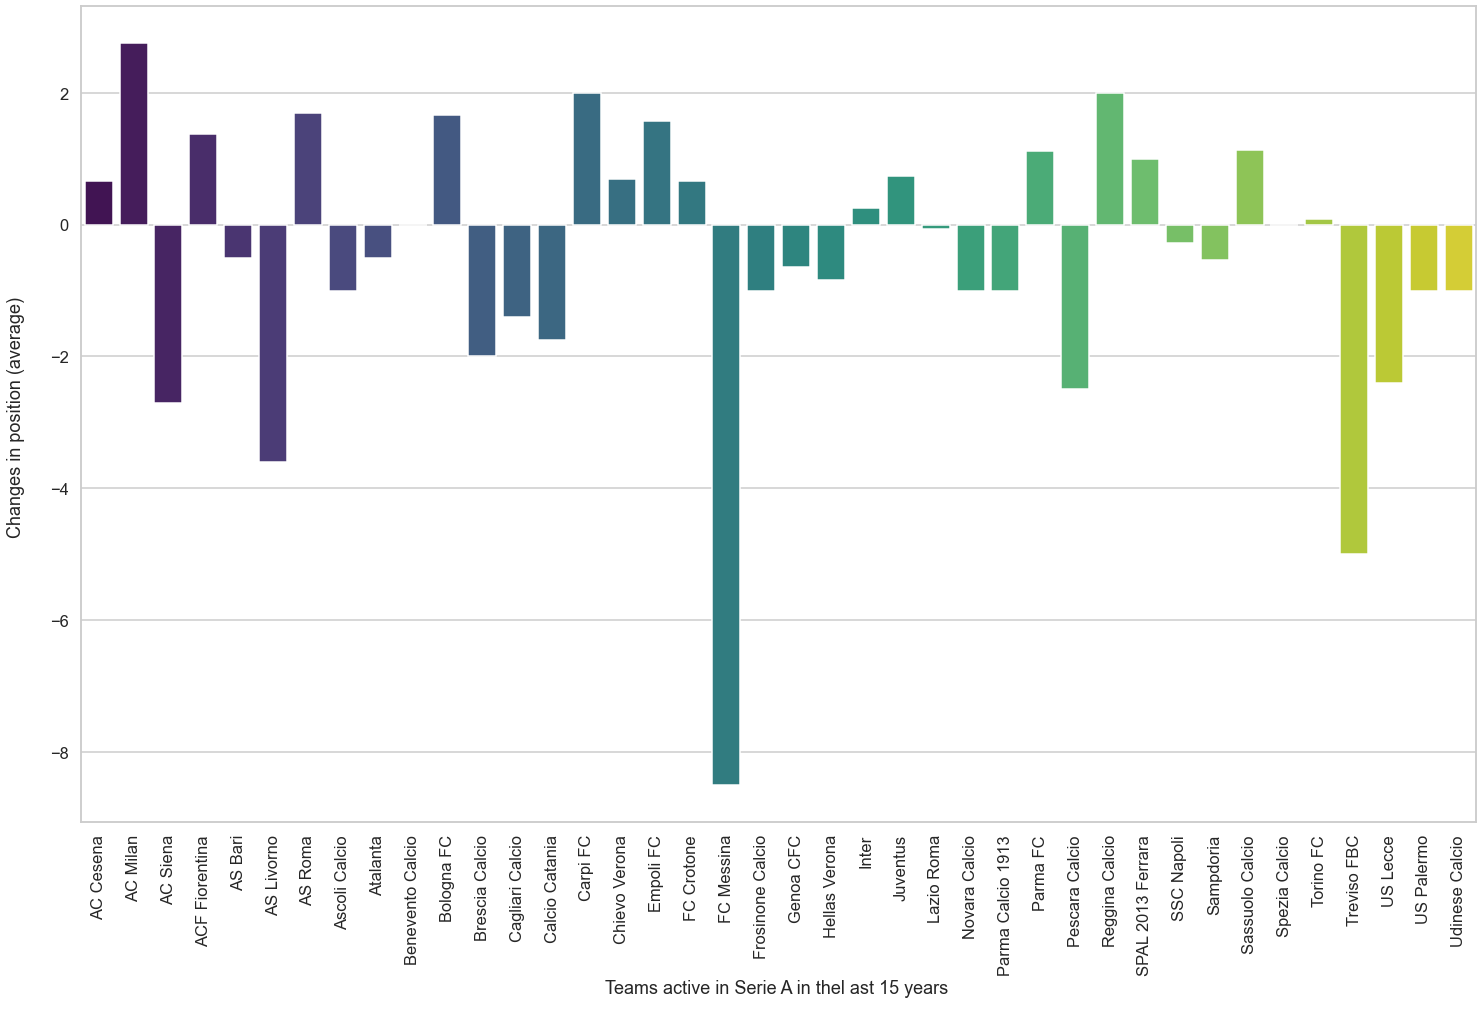 Changes in position (average)
2
0
−2
−4
−6
−8
AC Cesena
AC Milan
AC Siena
ACF Fiorentina
AS Bari
AS Livorno
AS Roma
Ascoli Calcio
Atalanta
Benevento Calcio
Bologna FC
Brescia Calcio
Cagliari Calcio
Calcio Catania
Carpi FC
Chievo Verona
Empoli FC
FC Crotone
FC Messina
Frosinone Calcio
Genoa CFC
Hellas Verona
Inter
Juventus
Lazio Roma
Novara Calcio
Parma Calcio 1913
Parma FC
Pescara Calcio
Reggina Calcio
SPAL 2013 Ferrara
SSC Napoli
Sampdoria
Sassuolo Calcio
Spezia Calcio
Torino FC
Treviso FBC
US Lecce
US Palermo
Udinese Calcio
Teams active in Serie A in thel ast 15 years